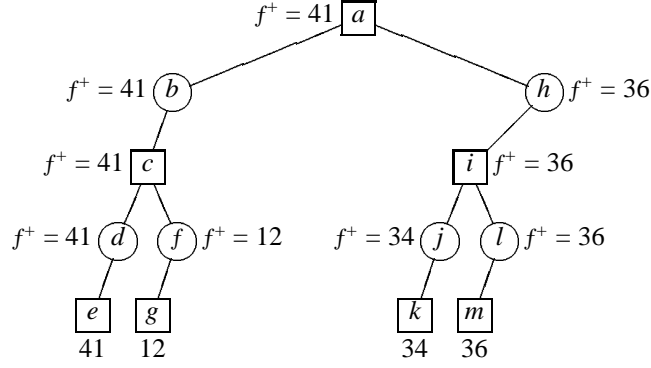 f⁺ = 41 a
f⁺ = 41 b h f⁺ = 36
f⁺ = 41 c i f⁺ = 36
f⁺ = 41 d f f⁺ = 12 f⁺ = 34 j l f⁺ = 36
e g k m
41 12 34 36